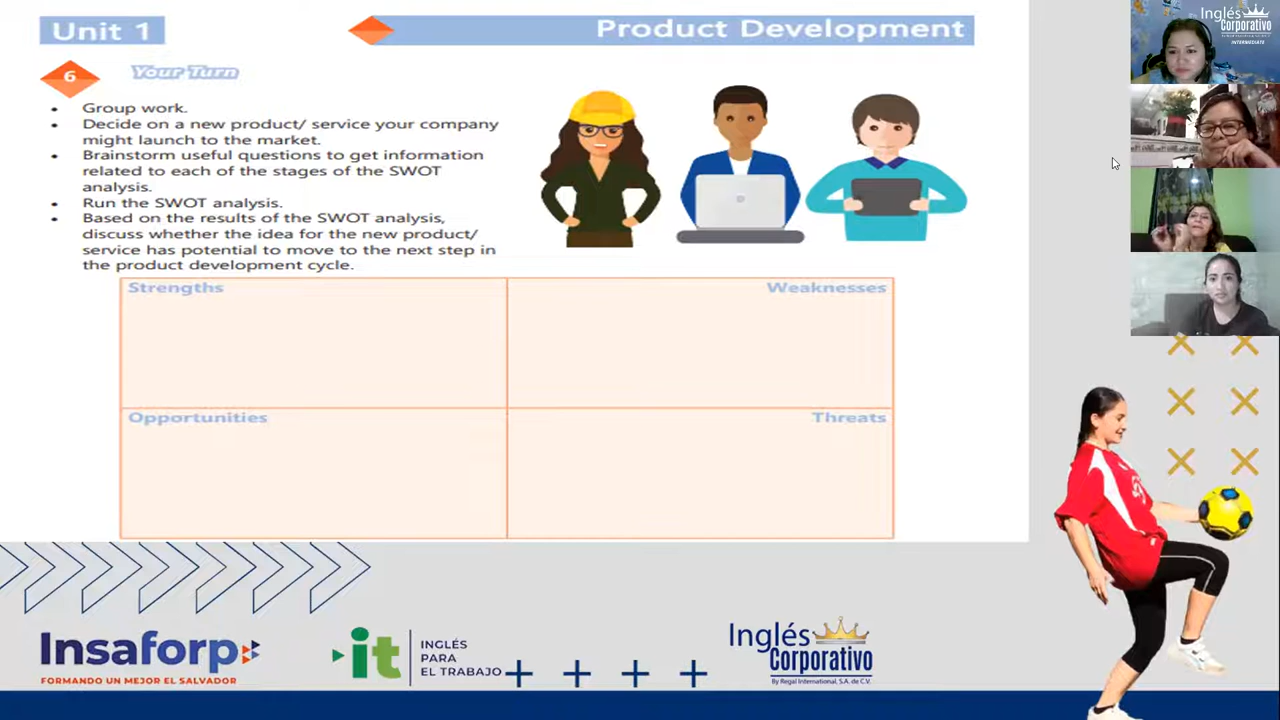 Unit 1
Product Development
6
Your Turn
• Group work.
• Decide on a new product/ service your company
might launch to the market.
• Brainstorm useful questions to get information
related to each of the stages of the SWOT
analysis.
• Run the SWOT analysis.
• Based on the results of the SWOT analysis,
discuss whether the idea for the new product/
service has potential to move to the next step in
the product development cycle.
Strengths
Weaknesses
Opportunities
Threats
Inglés
Corporativo
INTERMEDIATE
Insaforp
FORMANDO UN MEJOR EL SALVADOR
it
INGLÉS
PARA
EL TRABAJO
Inglés
Corporativo
By Regal International, S.A. de C.V.